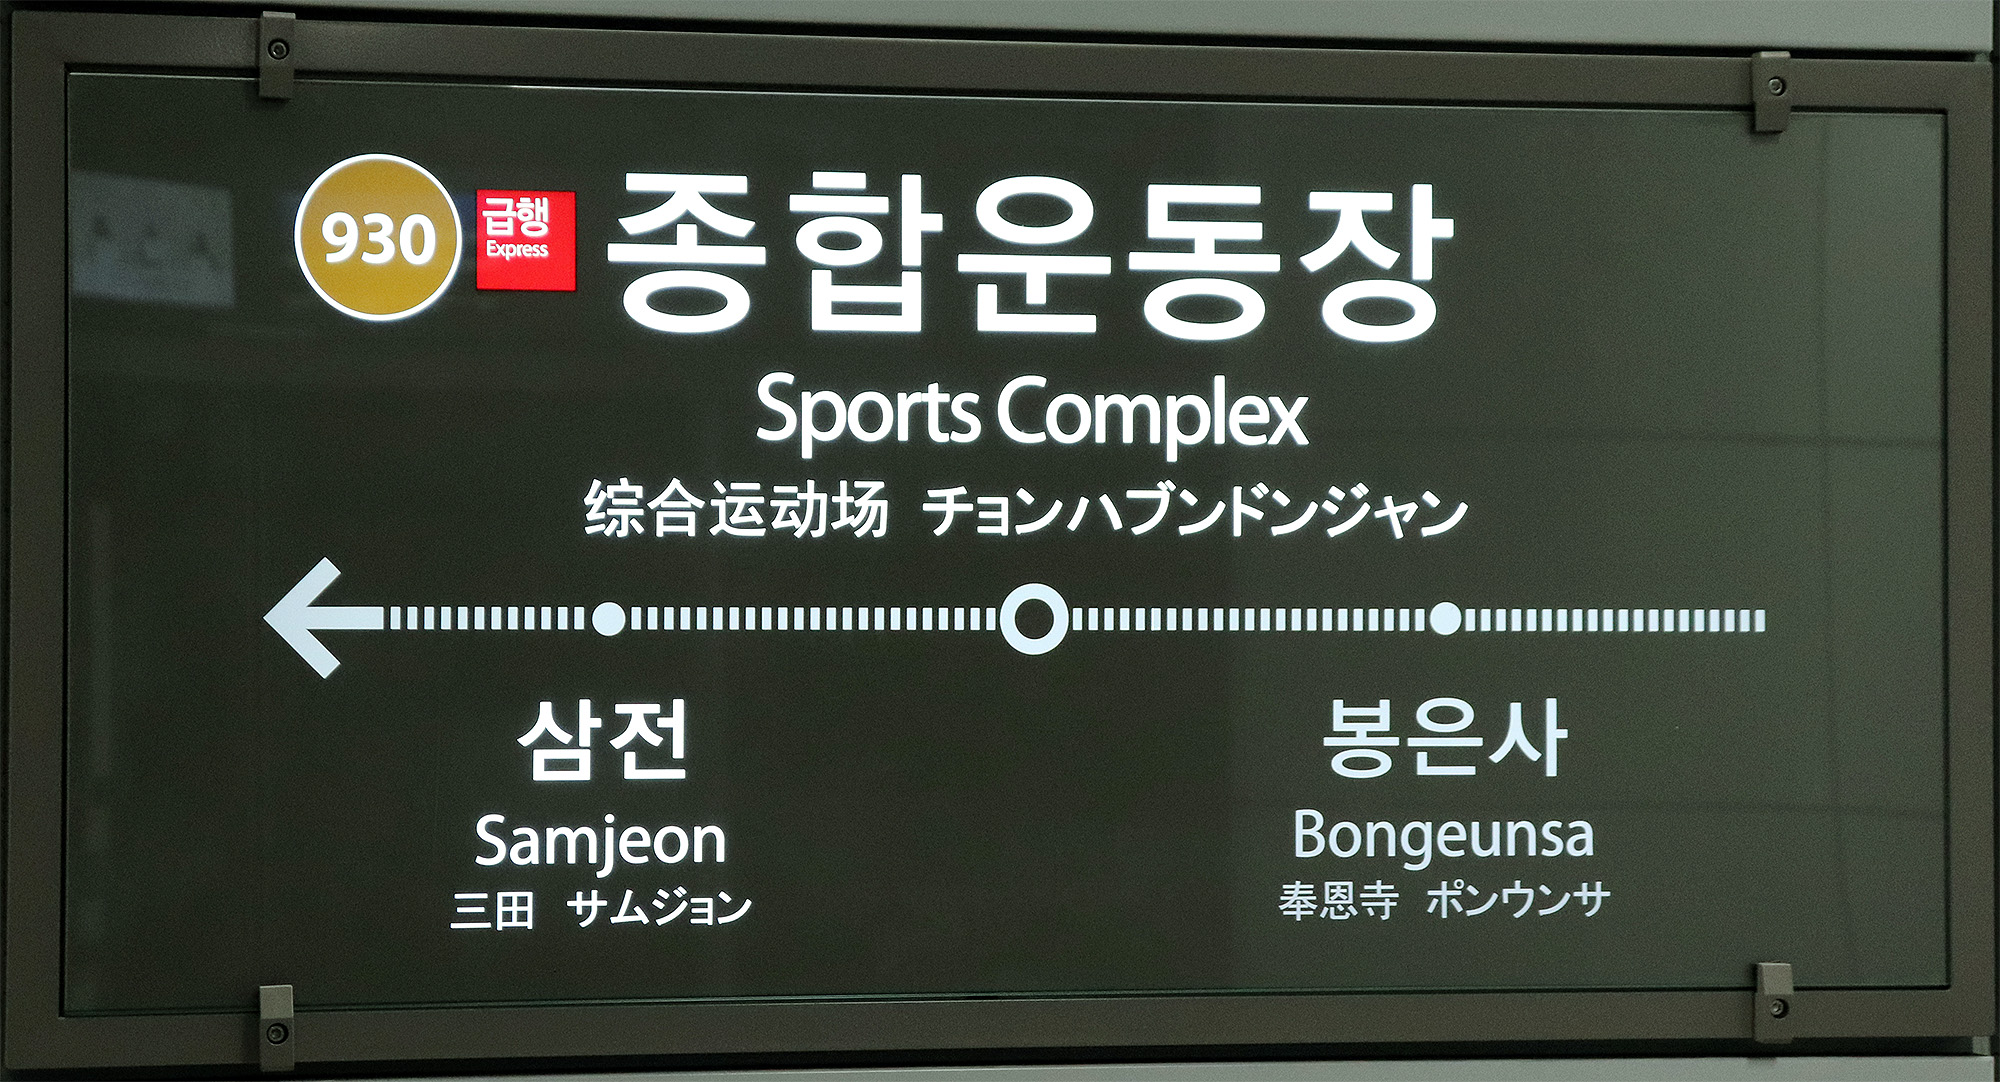 930 급행 종합운동장
Express
Sports Complex
综合运动场 チョンハブンドンジャン
삼전 봉은사
Samjeon Bongeunsa
三田 サムジョン 奉恩寺 ポンウンサ